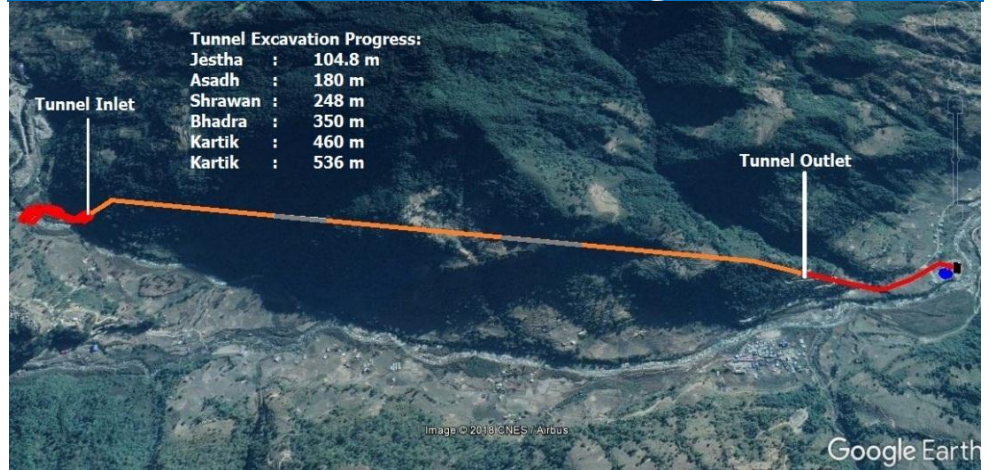 Tunnel Excavation Progress:
Jestha : 104.8 m
Asadh : 180 m
Shrawan : 248 m
Bhadra : 350 m
Kartik : 460 m
Kartik : 536 m
Tunnel Inlet
Tunnel Outlet
Image © 2018 CNES / Airbus
Google Earth